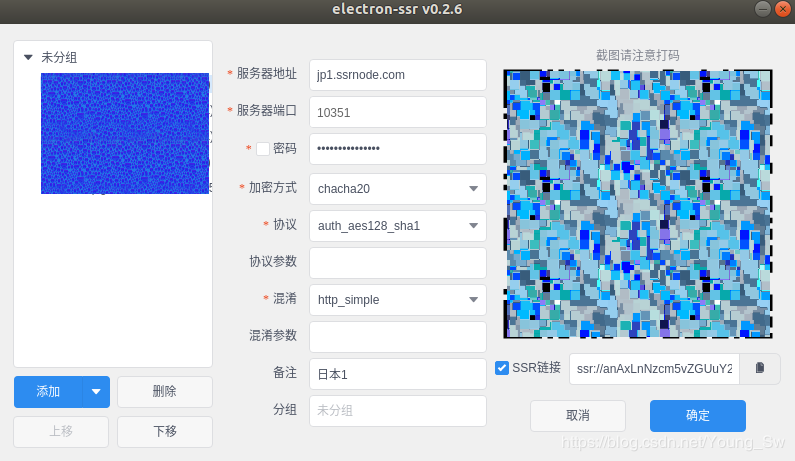 electron-ssr v0.2.6
未分组
* 服务器地址 jp1.ssrnode.com
* 服务器端口 10351
* 密码 ••••••••••••••
* 加密方式 chacha20
* 协议 auth_aes128_sha1
协议参数
* 混淆 http_simple
混淆参数
备注 日本1
分组 未分组
添加 删除
上移 下移
截图请注意打码
SSR链接 ssr://anAxLnNzcm5vZGUuY2
取消 确定
https://blog.csdn.net/Young_Sw